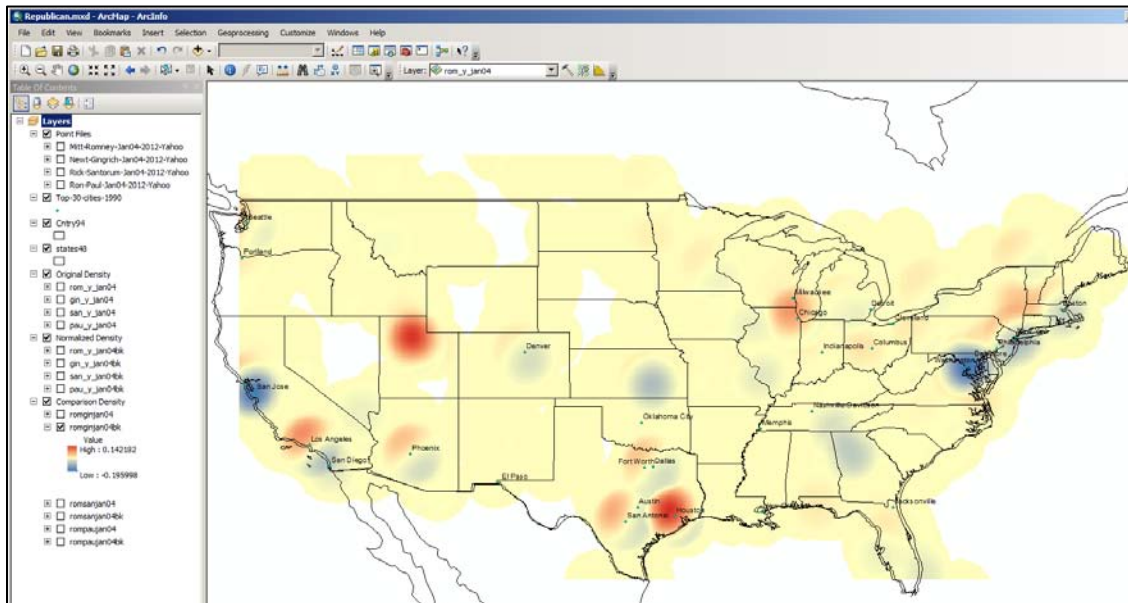 Republican.mxd - ArcMap - ArcInfo
File Edit View Bookmarks Insert Selection Geoprocessing Customize Windows Help
Layer: rom_y_jan04
Table Of Contents
Layers
Point Files
Mitt-Romney-Jan04-2012-Yahoo
Newt-Gingrich-Jan04-2012-Yahoo
Rick-Santorum-Jan04-2012-Yahoo
Ron-Paul-Jan04-2012-Yahoo
Top-30-cities-1990
Cntry94
states48
Original Density
rom_y_jan04
gin_y_jan04
san_y_jan04
pau_y_jan04
Normalized Density
rom_y_jan04bk
gin_y_jan04bk
san_y_jan04bk
pau_y_jan04bk
Comparison Density
romginjan04
romginjan04bk
Value
High : 0.142182
Low : -0.195998
romsanjan04
romsanjan04bk
rompaujan04
rompaujan04bk
Seattle
Portland
Milwaukee
Detroit
Boston
Chicago
Cleveland
Philadelphia
Denver
Indianapolis
Columbus
Baltimore
Washington
San Jose
Nashville-Davidson
Oklahoma City
Memphis
Los Angeles
Phoenix
San Diego
Fort Worth
Dallas
El Paso
Austin
Jacksonville
San Antonio
Houston